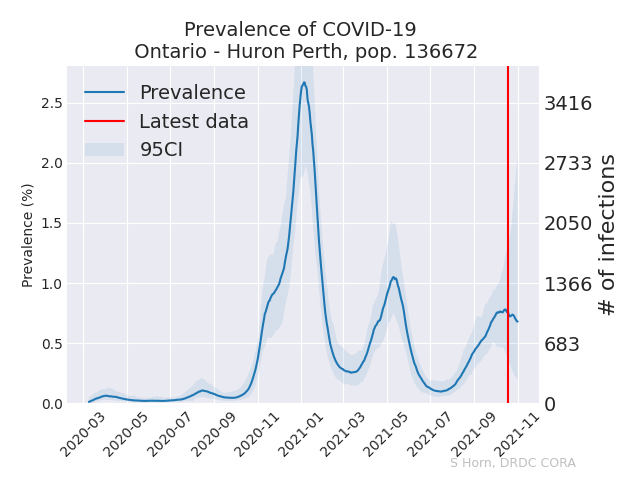 Prevalence of COVID-19
Ontario - Huron Perth, pop. 136672
Prevalence
Latest data
95CI
Prevalence (%)
2.5
2.0
1.5
1.0
0.5
0.0
3416
2733
2050
1366
683
0
# of infections
2020-03
2020-05
2020-07
2020-09
2020-11
2021-01
2021-03
2021-05
2021-07
2021-09
2021-11
S Horn, DRDC CORA